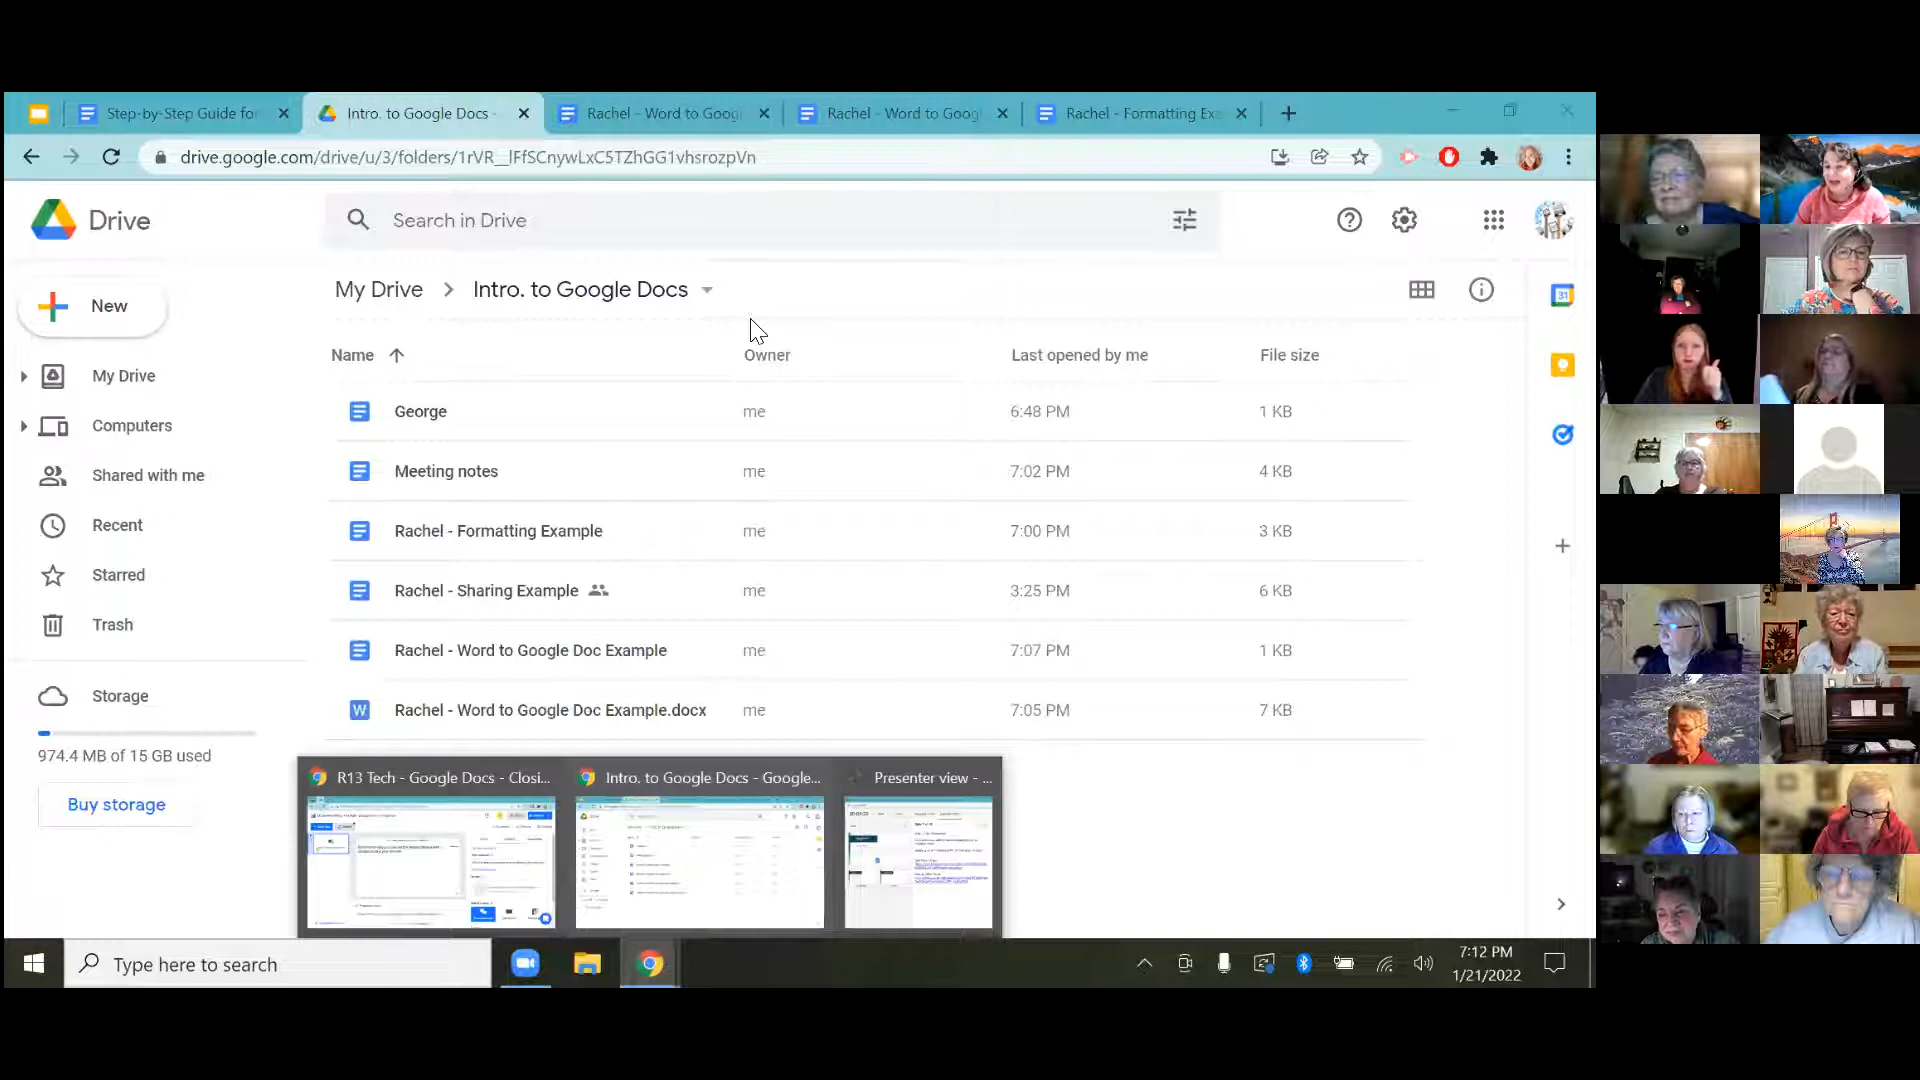 Step-by-Step Guide for
Intro. to Google Docs -
Rachel - Word to Googl
Rachel - Word to Googl
Rachel - Formatting Exa
drive.google.com/drive/u/3/folders/1rVR__lFfSCnywLxC5TZhGG1vhsrozpVn
Drive
Search in Drive
New
My Drive
Computers
Shared with me
Recent
Starred
Trash
Storage
974.4 MB of 15 GB used
Buy storage
My Drive > Intro. to Google Docs
31
Name Owner Last opened by me File size
George me 6:48 PM 1 KB
Meeting notes me 7:02 PM 4 KB
Rachel - Formatting Example me 7:00 PM 3 KB
Rachel - Sharing Example me 3:25 PM 6 KB
Rachel - Word to Google Doc Example me 7:07 PM 1 KB
W Rachel - Word to Google Doc Example.docx me 7:05 PM 7 KB
R13 Tech - Google Docs - Closi...
Intro. to Google Docs - Google...
Presenter view - ...
Type here to search
7:12 PM
1/21/2022